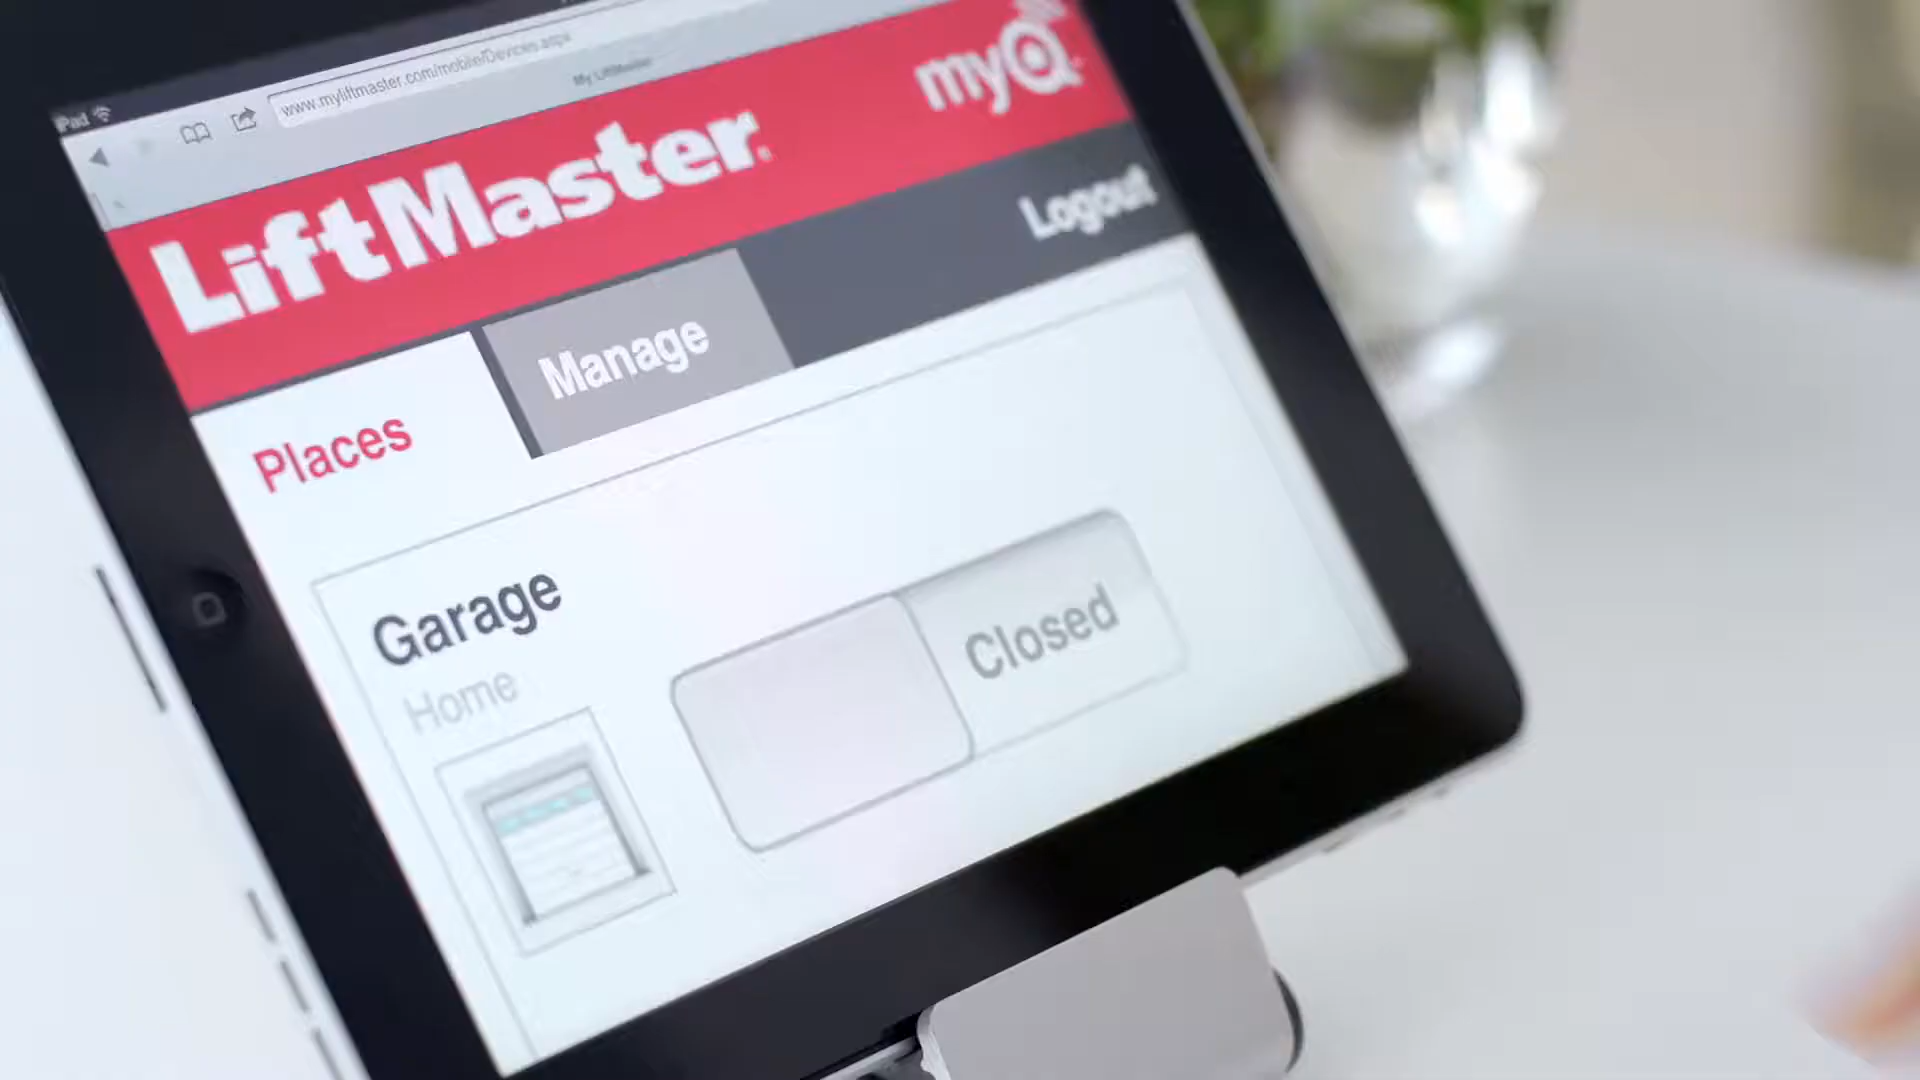 iPad
www.myliftmaster.com/mobile/Devices.aspx
My LiftMaster
LiftMaster
myQ
Logout
Places
Manage
Garage
Home
Closed